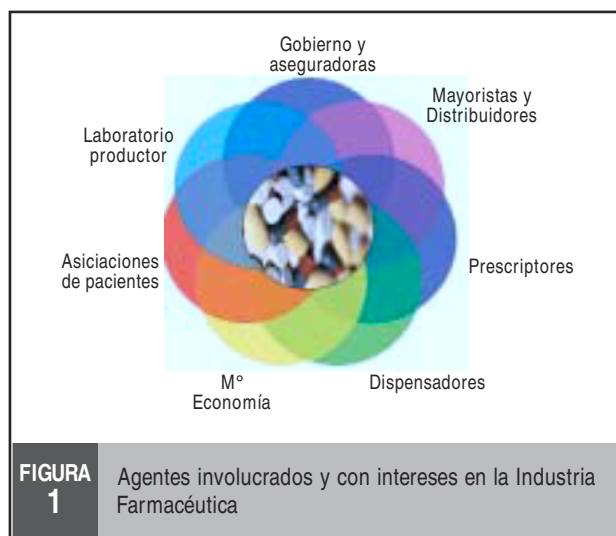 Gobierno y
aseguradoras
Mayoristas y
Distribuidores
Laboratorio
productor
Asiciaciones
de pacientes
Prescriptores
M°
Economía
Dispensadores
FIGURA
1
Agentes involucrados y con intereses en la Industria
Farmacéutica